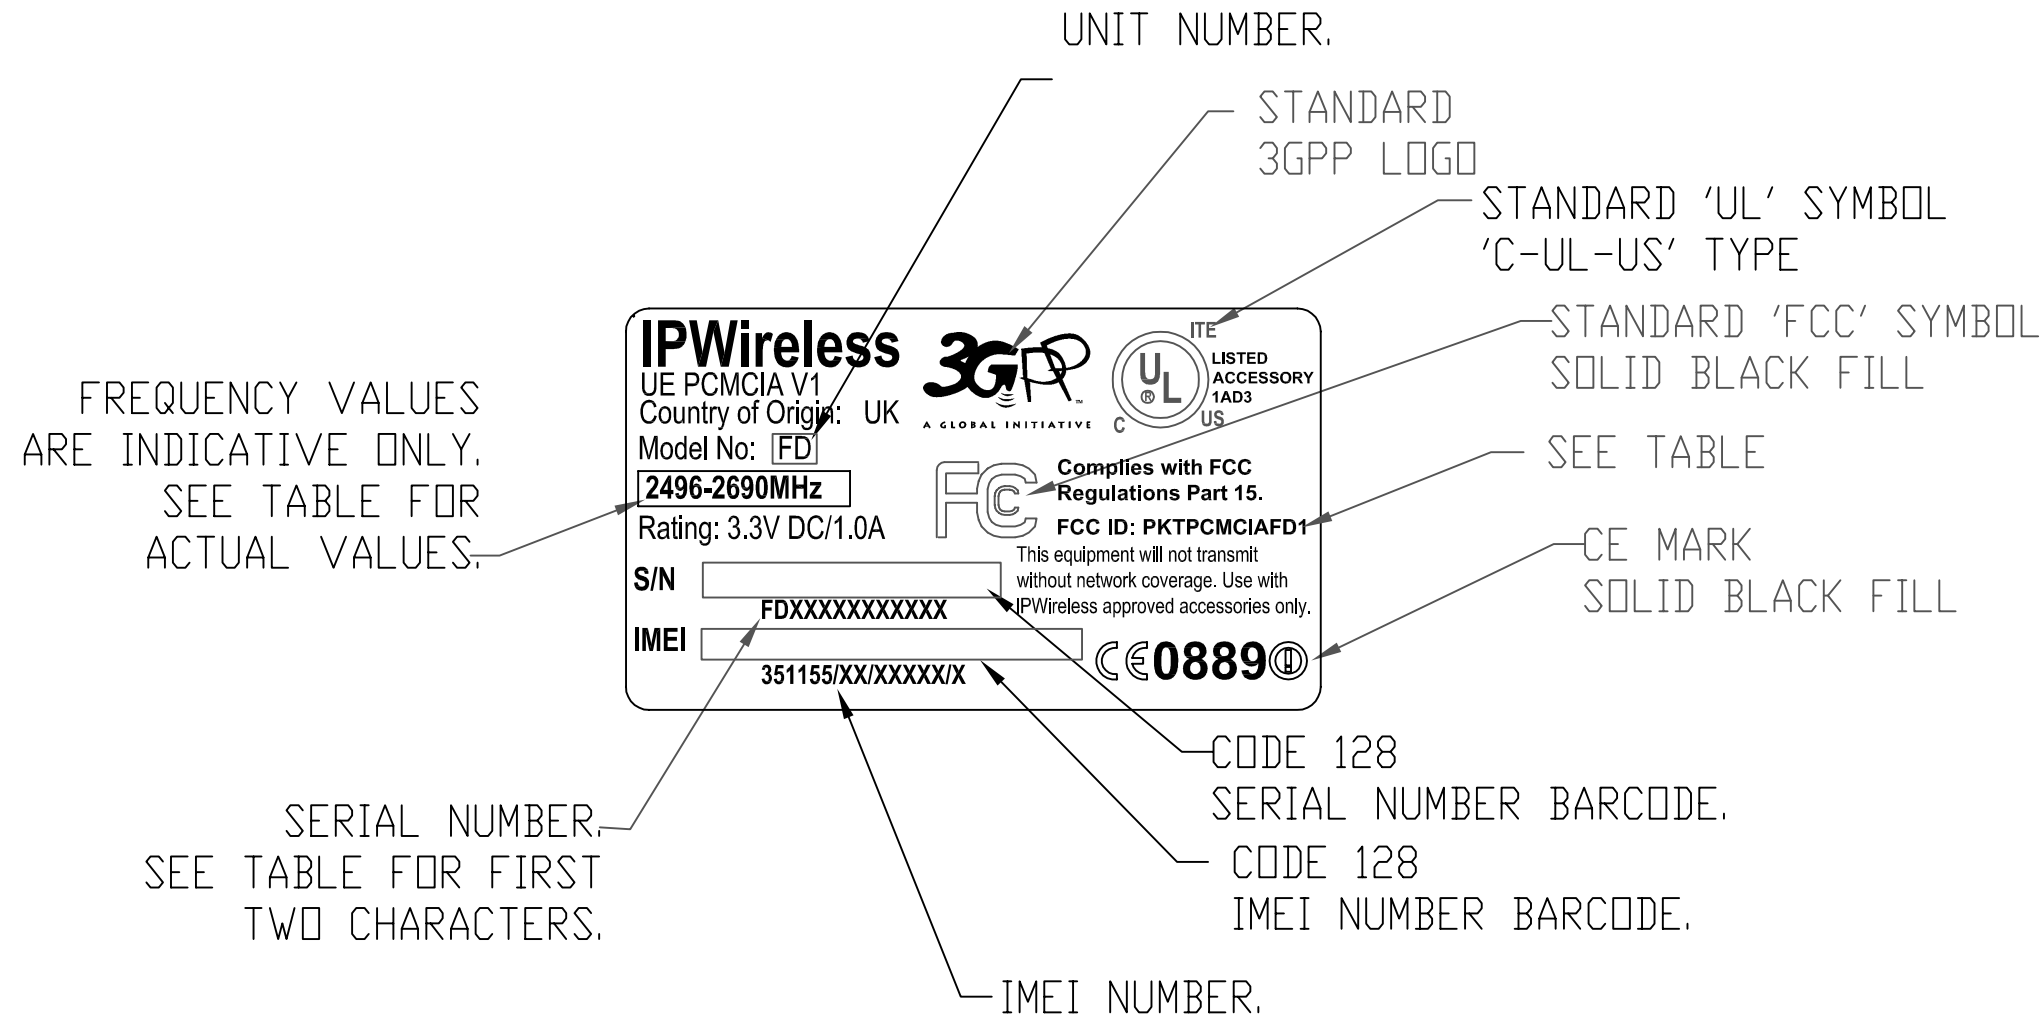 UNIT NUMBER.
STANDARD
3GPP LOGO
STANDARD 'UL' SYMBOL
'C-UL-US' TYPE
STANDARD 'FCC' SYMBOL
SOLID BLACK FILL
SEE TABLE
CE MARK
SOLID BLACK FILL
FREQUENCY VALUES
ARE INDICATIVE ONLY.
SEE TABLE FOR
ACTUAL VALUES.
IPWireless
UE PCMCIA V1
Country of Origin: UK
Model No: FD
2496-2690MHz
Rating: 3.3V DC/1.0A
3GPP™
A GLOBAL INITIATIVE
ITE
UL®
C
US
LISTED
ACCESSORY
1AD3
FCC
Complies with FCC
Regulations Part 15.
FCC ID: PKTPCMCIAFD1
This equipment will not transmit
without network coverage. Use with
IPWireless approved accessories only.
S/N
FDXXXXXXXXXXX
IMEI
351155/XX/XXXXX/X
CE0889
!
CODE 128
SERIAL NUMBER BARCODE.
CODE 128
IMEI NUMBER BARCODE.
SERIAL NUMBER.
SEE TABLE FOR FIRST
TWO CHARACTERS.
IMEI NUMBER.